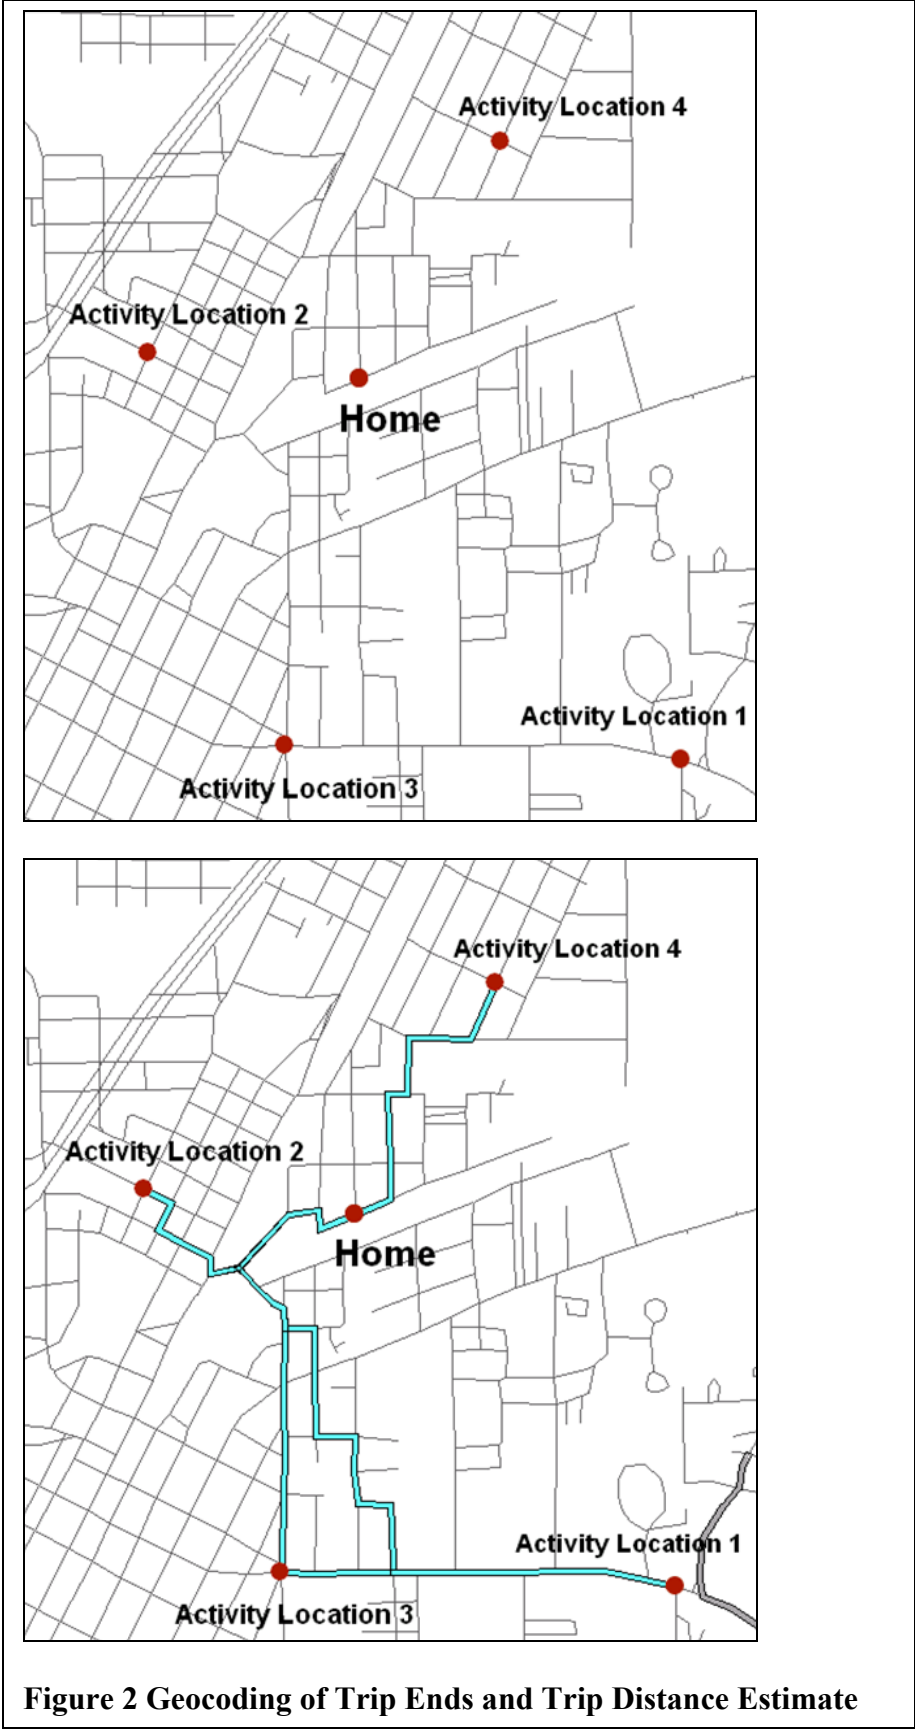 Activity Location 4
Activity Location 2
Home
Activity Location 1
Activity Location 3
Activity Location 4
Activity Location 2
Home
Activity Location 1
Activity Location 3
Figure 2 Geocoding of Trip Ends and Trip Distance Estimate